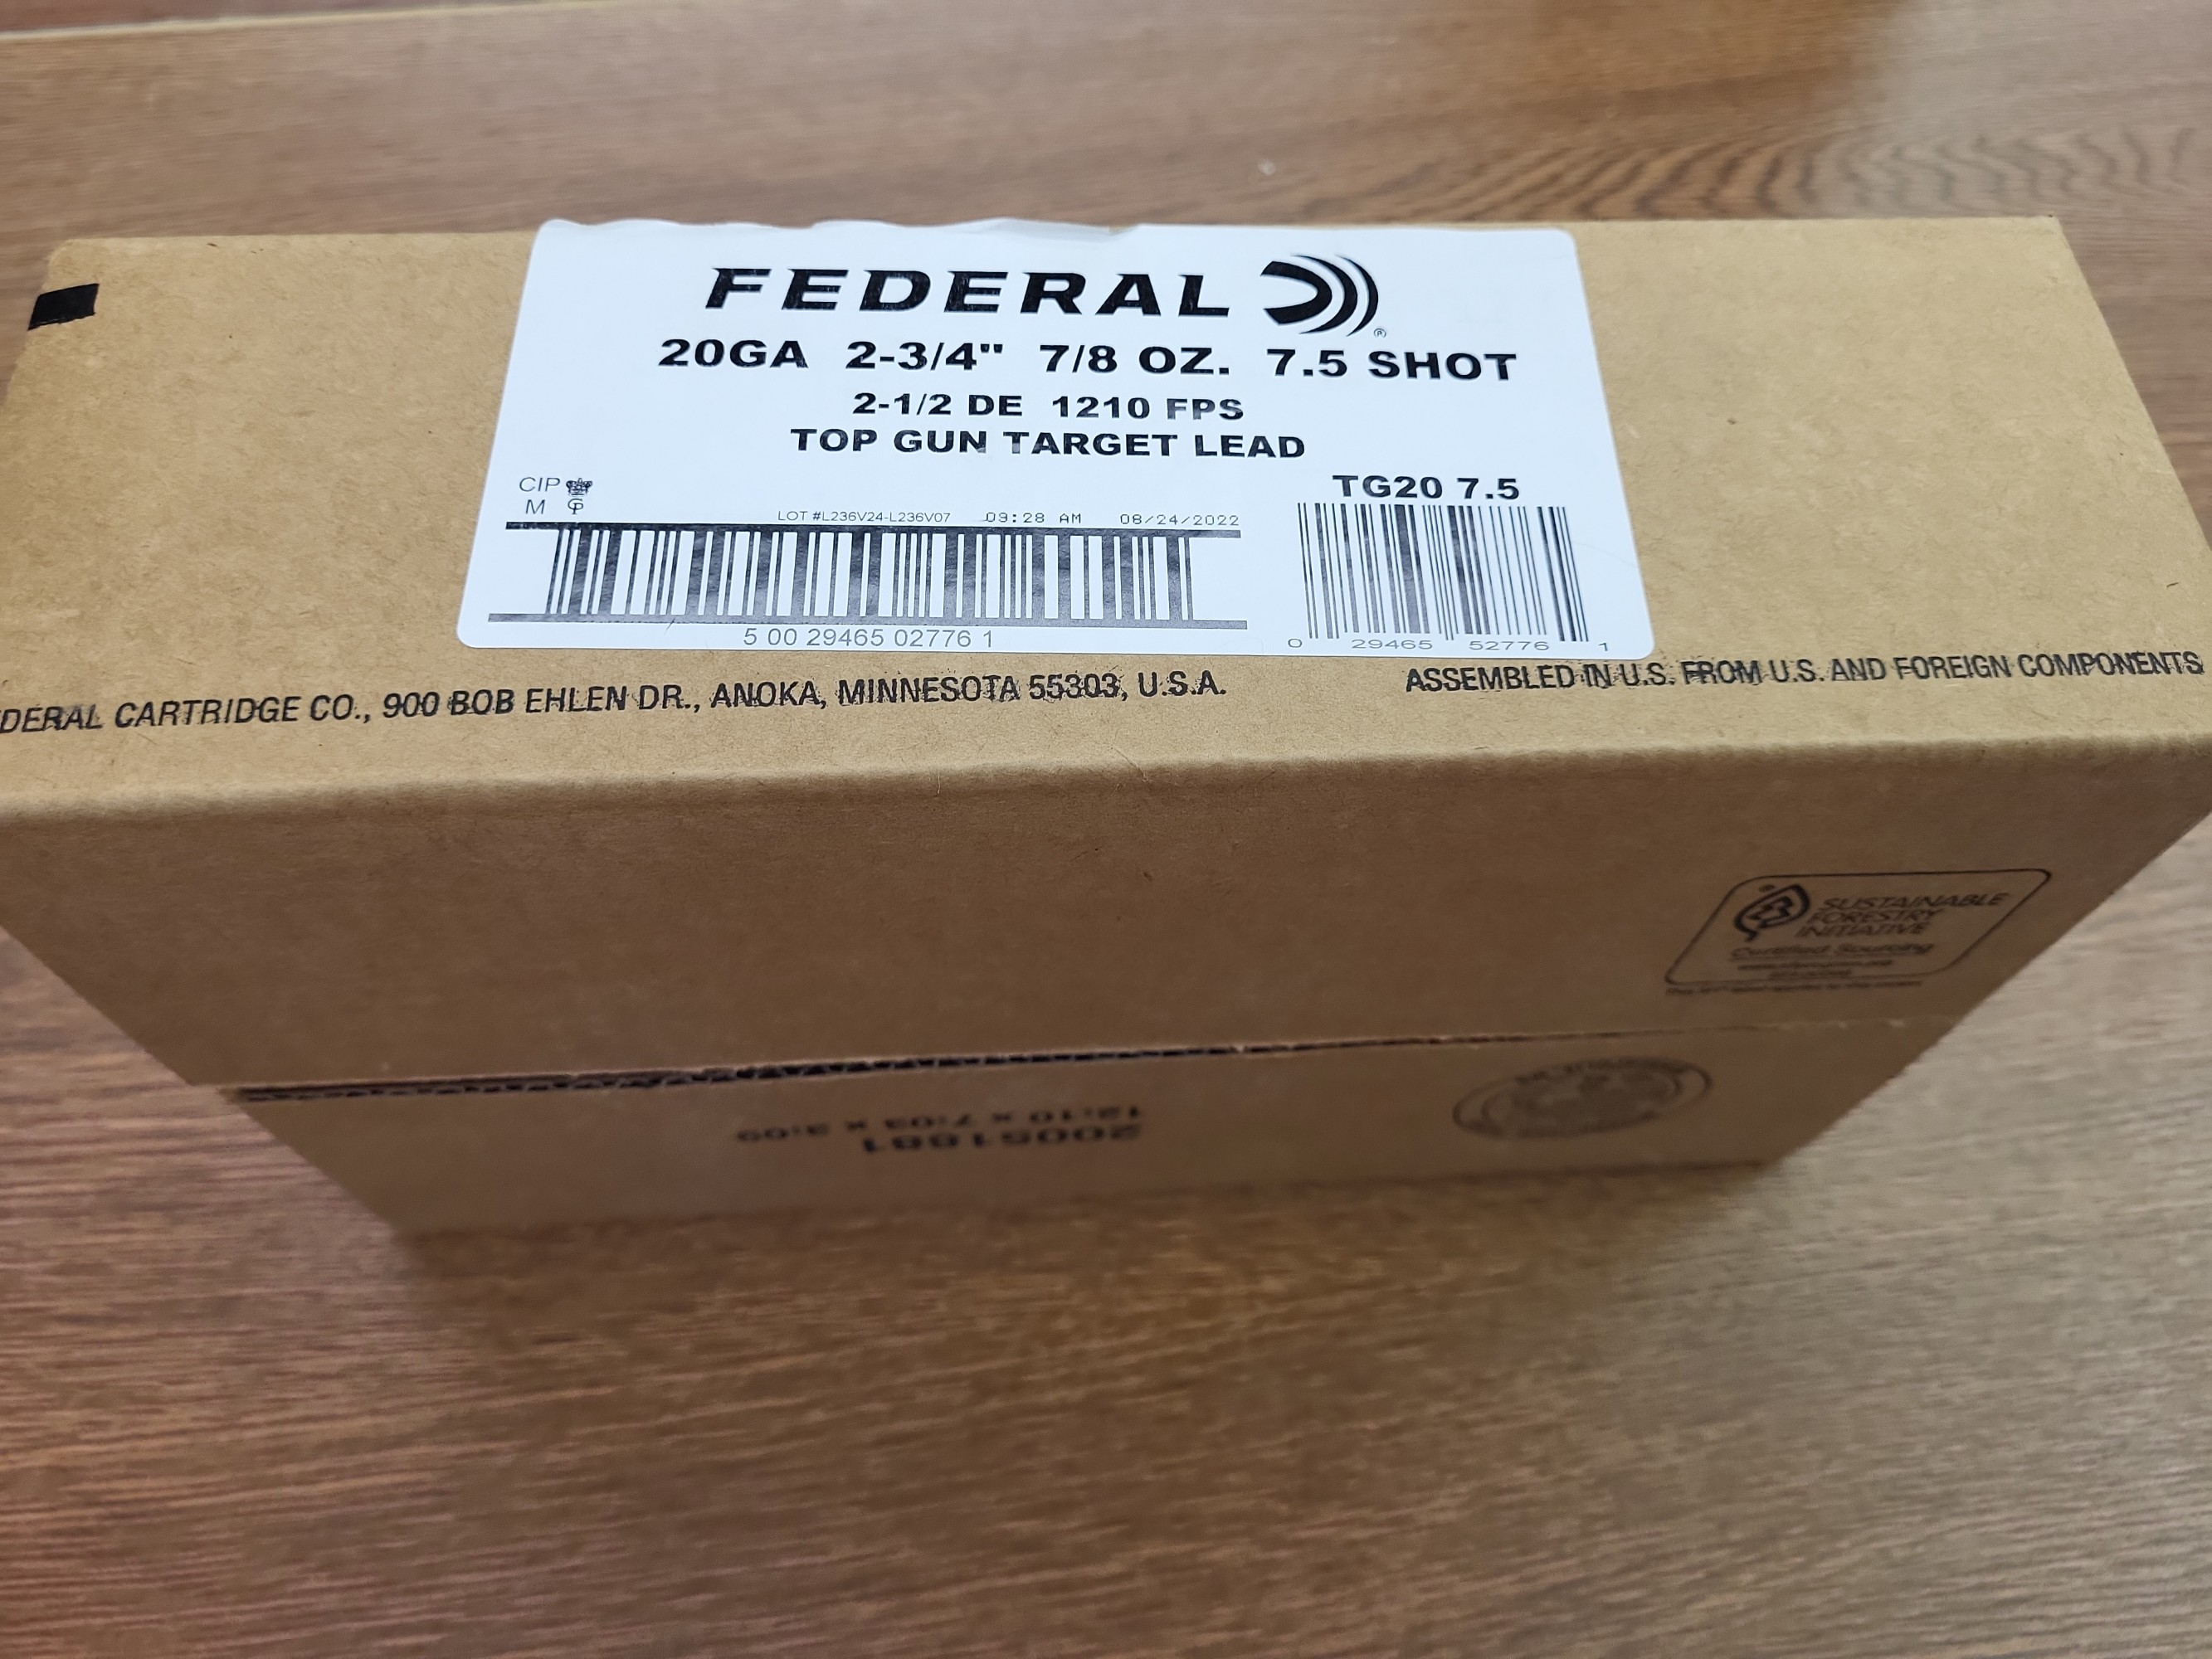 FEDERAL
®
20GA 2-3/4" 7/8 OZ. 7.5 SHOT
2-1/2 DE 1210 FPS
TOP GUN TARGET LEAD
CIP
M
LOT #L236V24-L236V07 09:28 AM 08/24/2022
5 00 29465 02776 1
TG20 7.5
0 29465 52776 1
DERAL CARTRIDGE CO., 900 BOB EHLEN DR., ANOKA, MINNESOTA 55303, U.S.A.
ASSEMBLED IN U.S. FROM U.S. AND FOREIGN COMPONENTS
SUSTAINABLE
FORESTRY
INITIATIVE
Certified Sourcing
20051881